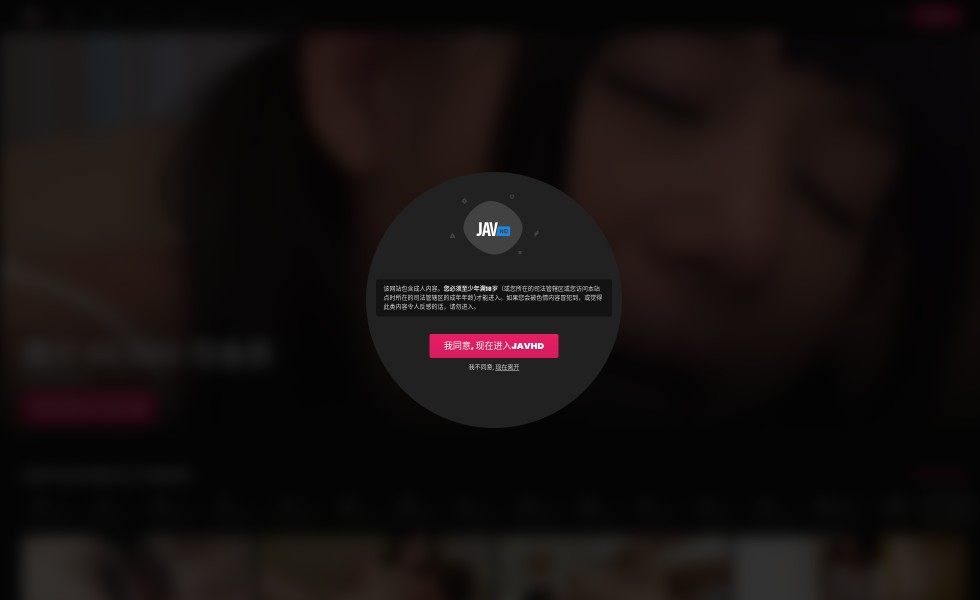 JAV HD
该网站包含成人内容。您必须至少年满18岁（或您所在的司法管辖区或您访问本站
点时所在的司法管辖区的成年年龄)才能进入。如果您会被色情内容冒犯到，或觉得
此类内容令人反感的话，请勿进入。
我同意, 现在进入JAVHD
我不同意, 现在离开